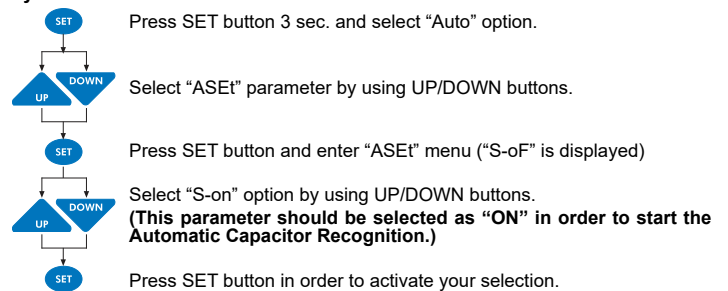 SET
Press SET button 3 sec. and select “Auto” option.
UP
DOWN
Select “ASEt” parameter by using UP/DOWN buttons.
SET
Press SET button and enter “ASEt” menu (“S-oF” is displayed)
UP
DOWN
Select “S-on” option by using UP/DOWN buttons.
(This parameter should be selected as “ON” in order to start the
Automatic Capacitor Recognition.)
SET
Press SET button in order to activate your selection.